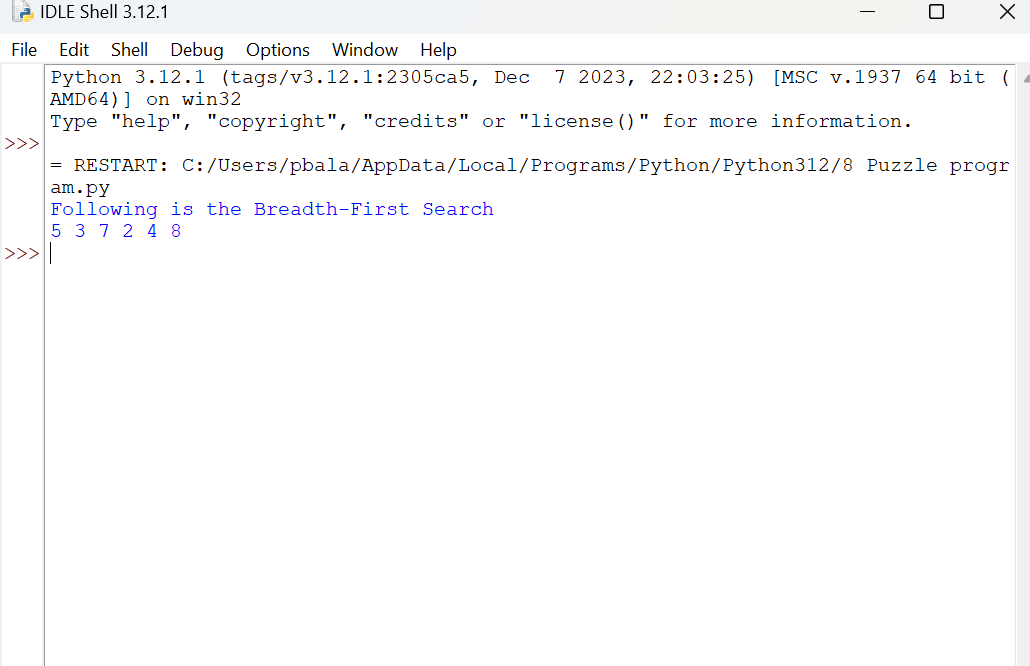 IDLE Shell 3.12.1
File Edit Shell Debug Options Window Help
Python 3.12.1 (tags/v3.12.1:2305ca5, Dec  7 2023, 22:03:25) [MSC v.1937 64 bit (
AMD64)] on win32
Type "help", "copyright", "credits" or "license()" for more information.
>>>
= RESTART: C:/Users/pbala/AppData/Local/Programs/Python/Python312/8 Puzzle progr
am.py
Following is the Breadth-First Search
5 3 7 2 4 8
>>>